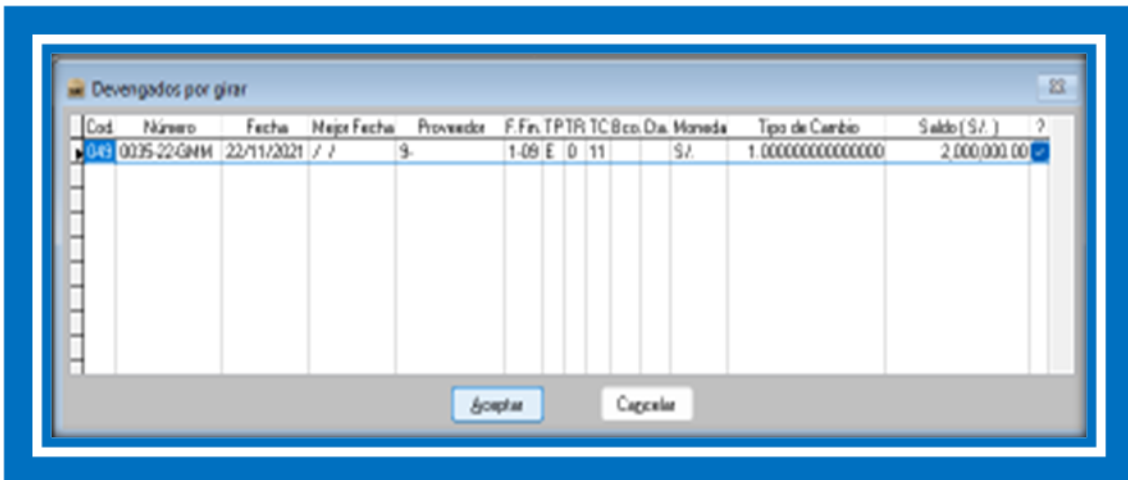 Devengados por girar
Cod. Número Fecha Mejor Fecha Proveedor F.Fin. TP TR TC Bco. Cta. Moneda Tipo de Cambio Saldo ( S/. ) ?
049 0035-22-GNM 22/11/2021 / / 9- 1-09 E 0 11 S/. 1.000000000000000 2,000,000.00
Aceptar Cancelar